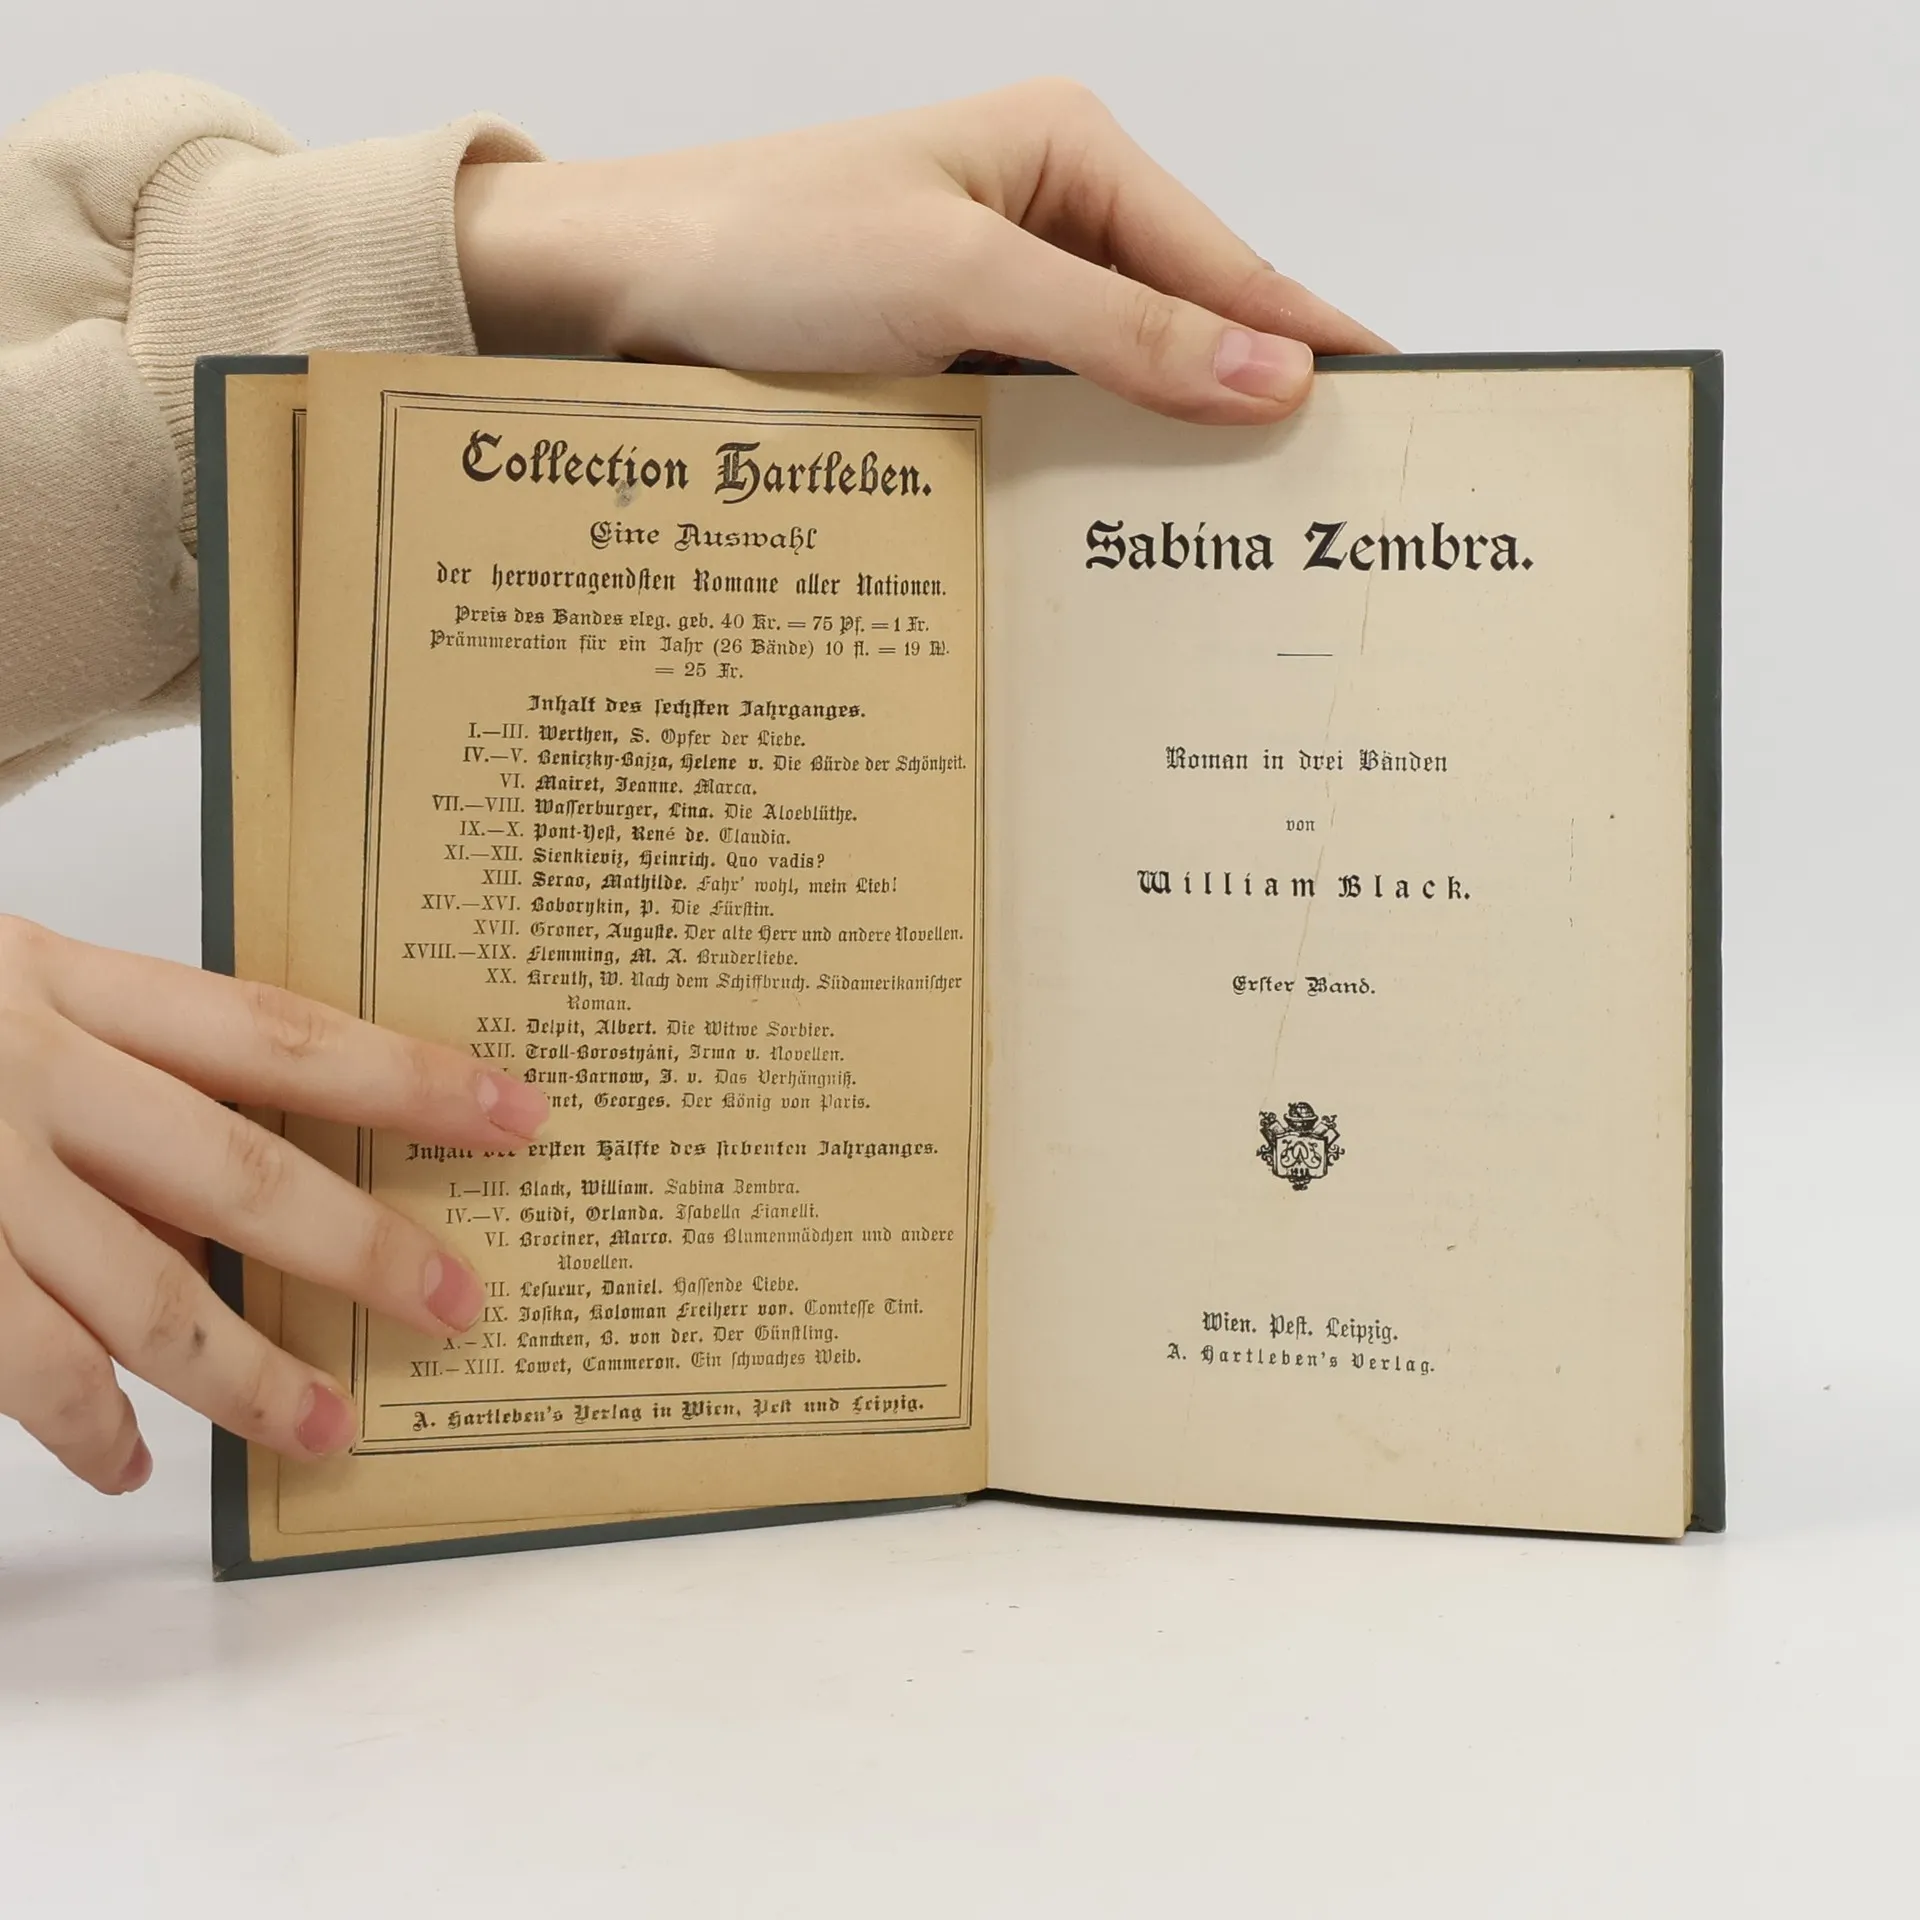 Collection Hartleben.
Eine Auswahl
der hervorragendsten Romane aller Nationen.
Preis des Bandes eleg. geb. 40 Kr. = 75 Pf. = 1 Fr.
Pränumeration für ein Jahr (26 Bände) 10 fl. = 19 M.
= 25 Fr.
Inhalt des sechsten Jahrganges.
I.—III. Werthen, S. Opfer der Liebe.
IV.—V. Beniczky-Bajza, Helene v. Die Bürde der Schönheit.
VI. Mairet, Jeanne. Marca.
VII.—VIII. Wasserburger, Lina. Die Aloeblüthe.
IX.—X. Pont-Jest, René de. Claudia.
XI.—XII. Sienkieviz, Heinrich. Quo vadis?
XIII. Serao, Mathilde. Fahr' wohl, mein Lieb!
XIV.—XVI. Boborykin, P. Die Fürstin.
XVII. Groner, Auguste. Der alte Herr und andere Novellen.
XVIII.—XIX. Flemming, M. A. Bruderliebe.
XX. Kreuth, W. Nach dem Schiffbruch. Südamerikanischer
Roman.
XXI. Delpit, Albert. Die Witwe Sorbier.
XXII. Troll-Borostyáni, Irma v. Novellen.
Brun-Barnow, J. v. Das Verhängniß.
Georges. Der König von Paris.
Inhalt der ersten Hälfte des siebenten Jahrganges.
I.—III. Black, William. Sabina Zembra.
IV.—V. Guidi, Orlanda. Isabella Fianelli.
VI. Brociner, Marco. Das Blumenmädchen und andere
Novellen.
Lesueur, Daniel. Hassende Liebe.
IX. Josika, Koloman Freiherr von. Comtesse Tini.
X.—XI. Lancken, B. von der. Der Günstling.
XII.—XIII. Lowet, Cammeron. Ein schwaches Weib.
A. Hartleben's Verlag in Wien, Pest und Leipzig.
Sabina Zembra.
Roman in drei Bänden
von
William Black.
Erster Band.
Wien. Pest. Leipzig.
A. Hartleben's Verlag.